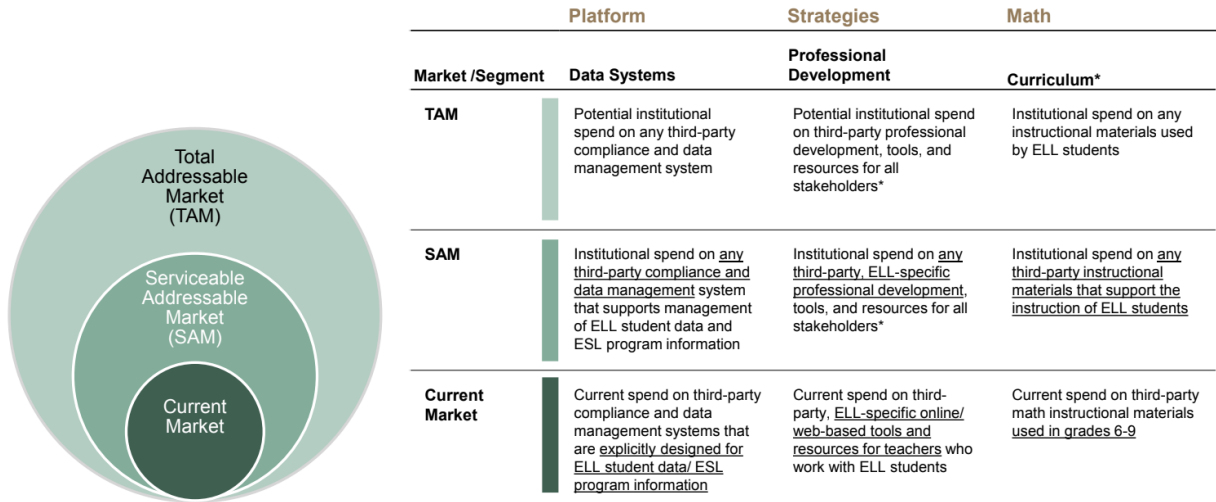 Platform
Strategies
Math
Market /Segment
Data Systems
Professional
Development
Curriculum*
Total
Addressable
Market
(TAM)
Serviceable
Addressable
Market
(SAM)
Current
Market
TAM
Potential institutional
spend on any third-party
compliance and data
management system
Potential institutional spend
on third-party professional
development, tools, and
resources for all
stakeholders*
Institutional spend on any
instructional materials used
by ELL students
SAM
Institutional spend on any
third-party compliance and
data management system
that supports management
of ELL student data and
ESL program information
Institutional spend on any
third-party, ELL-specific
professional development,
tools, and resources for all
stakeholders*
Institutional spend on any
third-party instructional
materials that support the
instruction of ELL students
Current
Market
Current spend on third-party
compliance and data
management systems that
are explicitly designed for
ELL student data/ ESL
program information
Current spend on third-
party, ELL-specific online/
web-based tools and
resources for teachers who
work with ELL students
Current spend on third-party
math instructional materials
used in grades 6-9